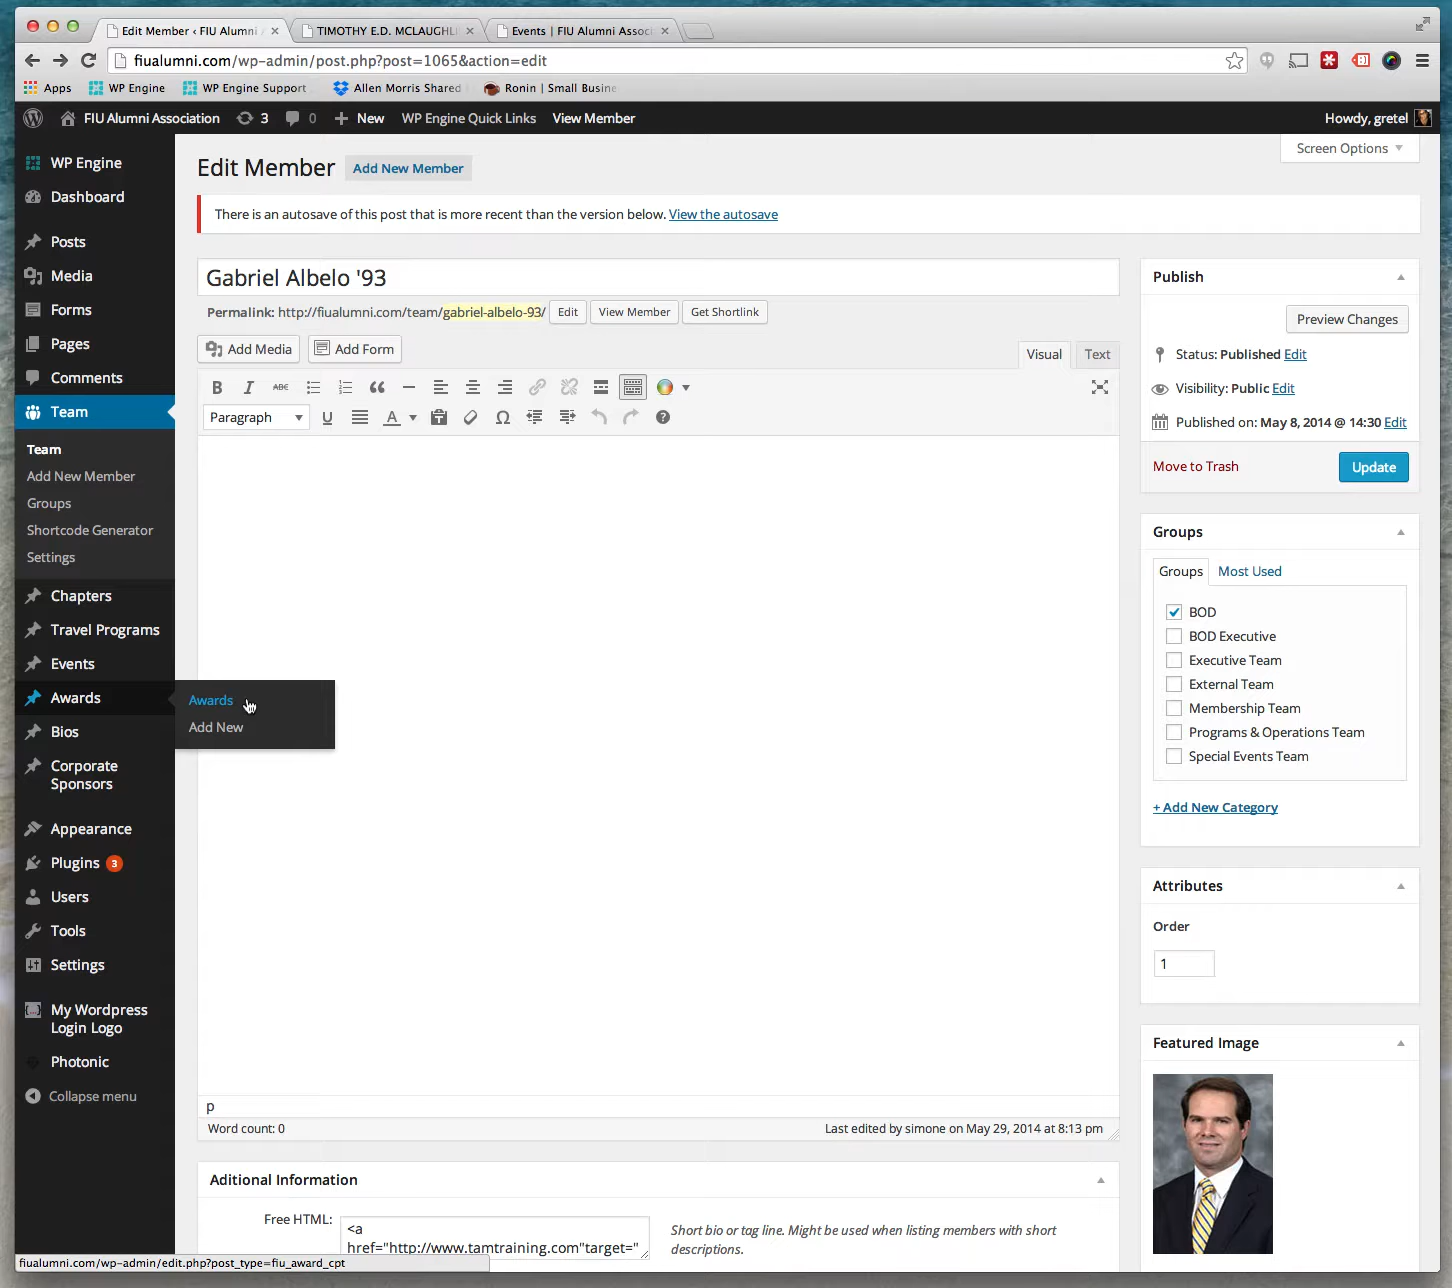 Edit Member ‹ FIU Alumni
TIMOTHY E.D. MCLAUGHL
Events | FIU Alumni Assoc
fiualumni.com/wp-admin/post.php?post=1065&action=edit
Apps
WP Engine
WP Engine Support
Allen Morris Shared
Ronin | Small Busine
FIU Alumni Association
3
0
New
WP Engine Quick Links
View Member
Howdy, gretel
WP Engine
Dashboard
Posts
Media
Forms
Pages
Comments
Team
Team
Add New Member
Groups
Shortcode Generator
Settings
Chapters
Travel Programs
Events
Awards
Awards
Add New
Bios
Corporate
Sponsors
Appearance
Plugins 3
Users
Tools
Settings
My Wordpress
Login Logo
Photonic
Collapse menu
Screen Options
Edit Member
Add New Member
There is an autosave of this post that is more recent than the version below. View the autosave
Gabriel Albelo '93
Permalink: http://fiualumni.com/team/gabriel-albelo-93/
Edit
View Member
Get Shortlink
Add Media
Add Form
Visual
Text
B I ABC
Paragraph
U
A
p
Word count: 0
Last edited by simone on May 29, 2014 at 8:13 pm
Aditional Information
Free HTML:
<a
href="http://www.tamtraining.com"target="
Short bio or tag line. Might be used when listing members with short
descriptions.
Publish
Preview Changes
Status: Published Edit
Visibility: Public Edit
Published on: May 8, 2014 @ 14:30 Edit
Move to Trash
Update
Groups
Groups
Most Used
BOD
BOD Executive
Executive Team
External Team
Membership Team
Programs & Operations Team
Special Events Team
+ Add New Category
Attributes
Order
1
Featured Image
fiualumni.com/wp-admin/edit.php?post_type=fiu_award_cpt